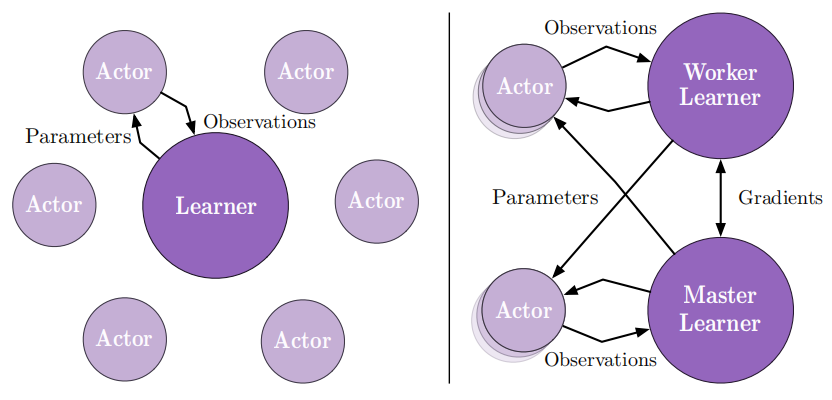 Actor
Actor
Parameters
Observations
Actor
Learner
Actor
Actor
Actor
Observations
Actor
Worker
Learner
Parameters
Gradients
Actor
Master
Learner
Observations